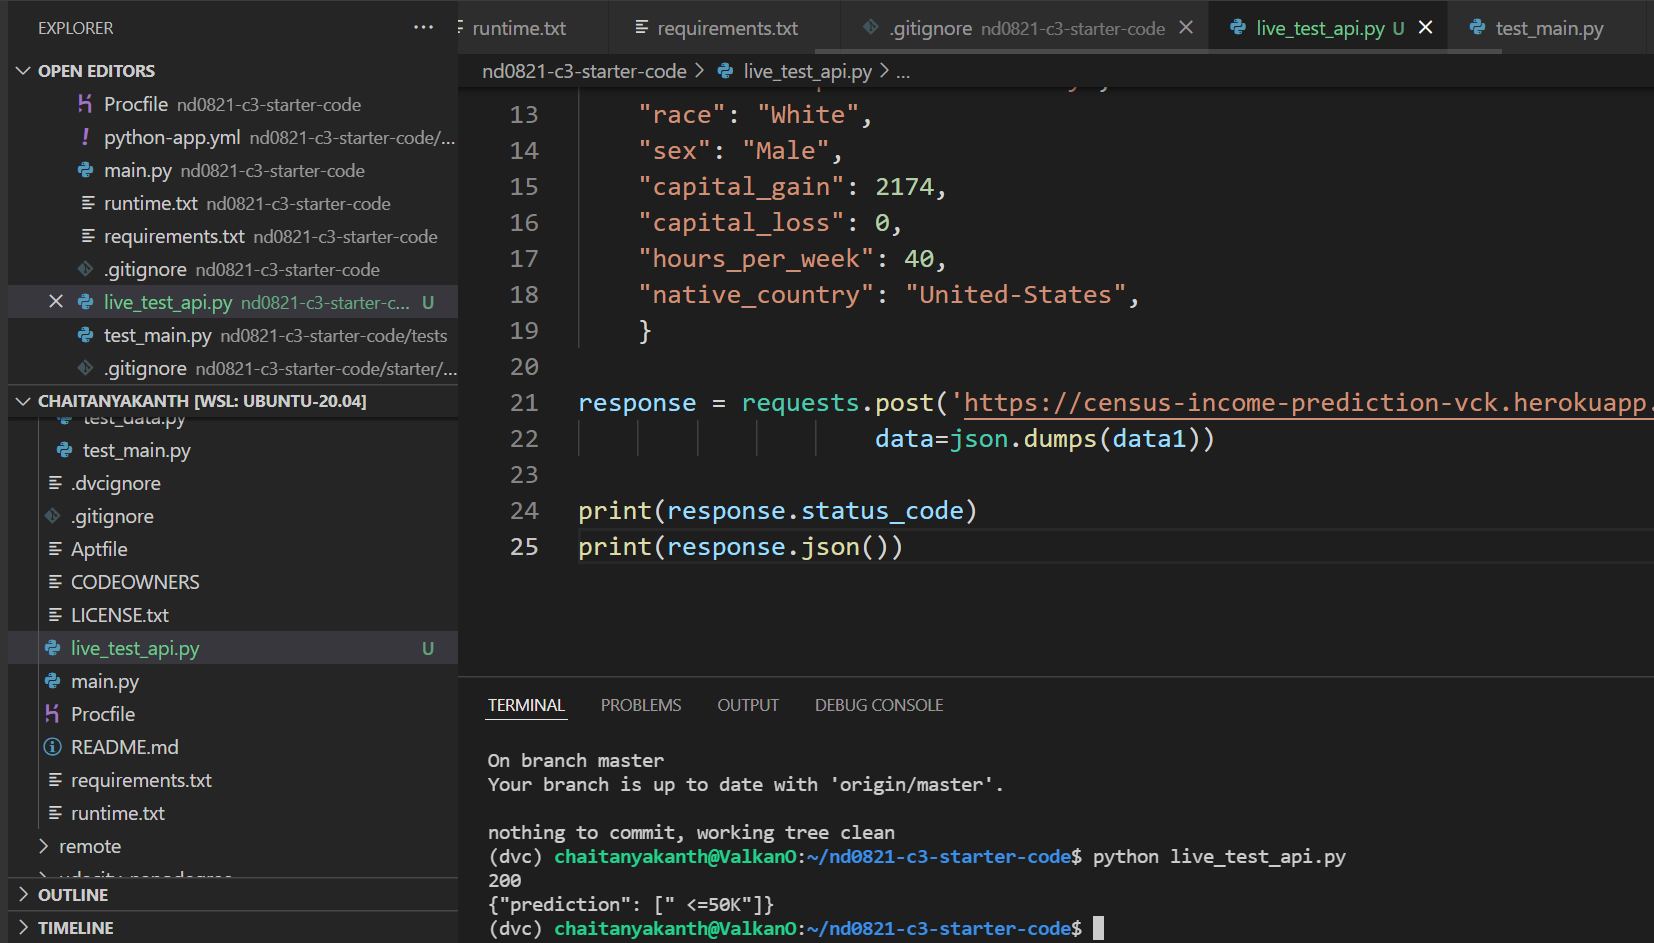 EXPLORER
OPEN EDITORS
Procfile nd0821-c3-starter-code
python-app.yml nd0821-c3-starter-code/...
main.py nd0821-c3-starter-code
runtime.txt nd0821-c3-starter-code
requirements.txt nd0821-c3-starter-code
.gitignore nd0821-c3-starter-code
live_test_api.py nd0821-c3-starter-c... U
test_main.py nd0821-c3-starter-code/tests
.gitignore nd0821-c3-starter-code/starter/...
CHAITANYAKANTH [WSL: UBUNTU-20.04]
test_data.py
test_main.py
.dvcignore
.gitignore
Aptfile
CODEOWNERS
LICENSE.txt
live_test_api.py U
main.py
Procfile
README.md
requirements.txt
runtime.txt
remote
OUTLINE
TIMELINE
runtime.txt requirements.txt .gitignore nd0821-c3-starter-code live_test_api.py U test_main.py
nd0821-c3-starter-code > live_test_api.py > ...
13 "race": "White",
14 "sex": "Male",
15 "capital_gain": 2174,
16 "capital_loss": 0,
17 "hours_per_week": 40,
18 "native_country": "United-States",
19 }
20
21 response = requests.post('https://census-income-prediction-vck.herokuapp.
22 data=json.dumps(data1))
23
24 print(response.status_code)
25 print(response.json())
TERMINAL PROBLEMS OUTPUT DEBUG CONSOLE
On branch master
Your branch is up to date with 'origin/master'.
nothing to commit, working tree clean
(dvc) chaitanyakanth@ValkanO:~/nd0821-c3-starter-code$ python live_test_api.py
200
{"prediction": [" <=50K"]}
(dvc) chaitanyakanth@ValkanO:~/nd0821-c3-starter-code$